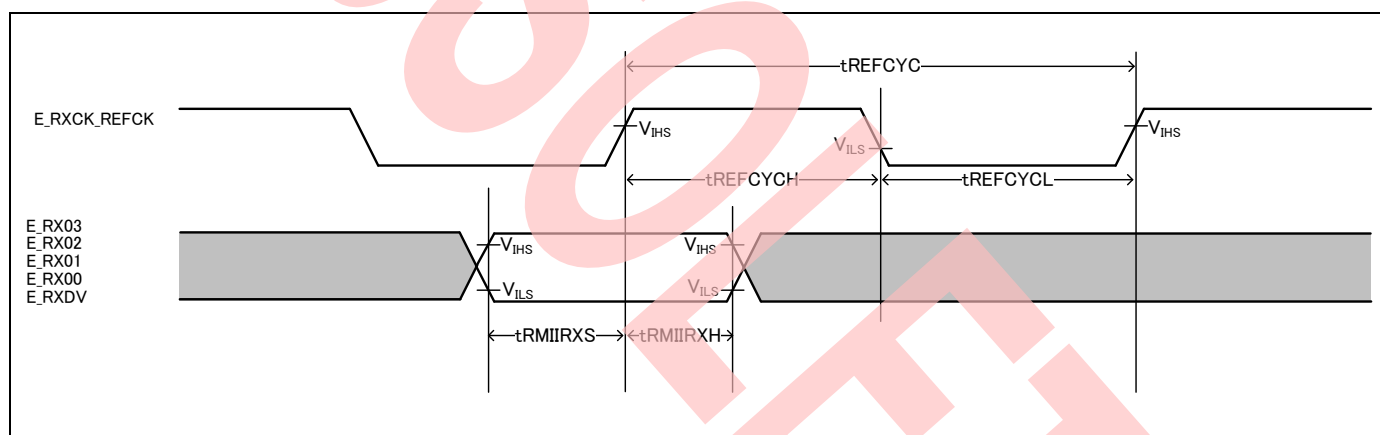 tREFCYC
E_RXCK_REFCK
VIHS
VILS
VIHS
tREFCYCH
tREFCYCL
E_RX03
E_RX02
E_RX01
E_RX00
E_RXDV
VIHS
VIHS
VILS
VILS
tRMIIRXS
tRMIIRXH